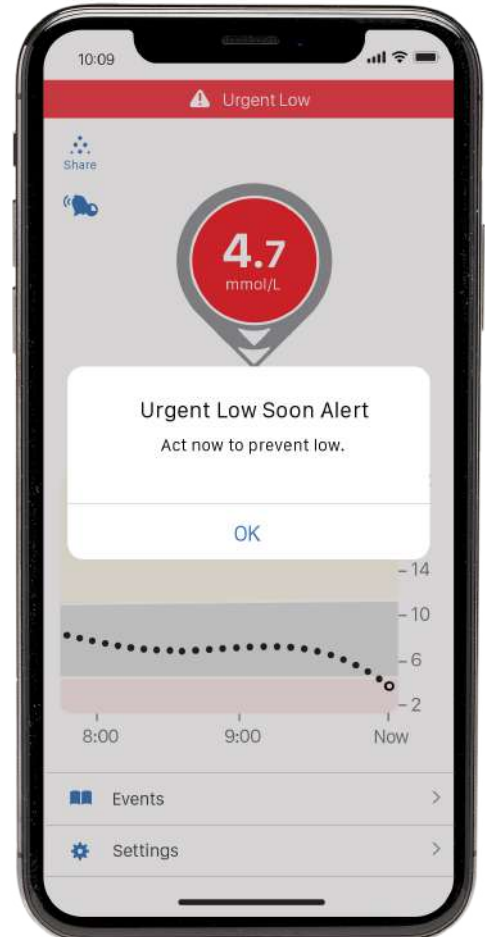 10:09
Urgent Low
Share
4.7
mmol/L
Urgent Low Soon Alert
Act now to prevent low.
OK
14
10
6
2
8:00
9:00
Now
Events
Settings